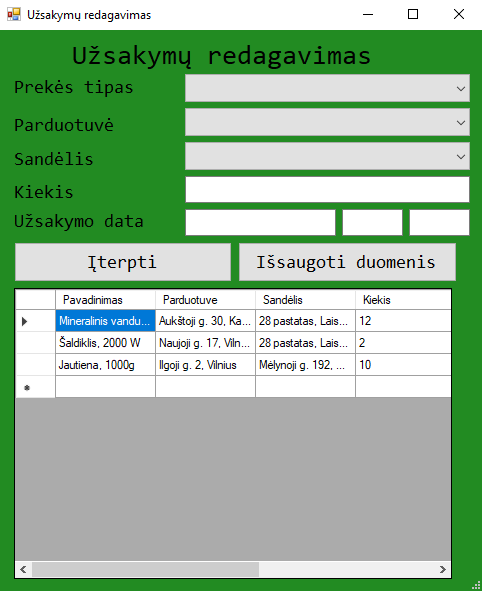 Užsakymų redagavimas
Užsakymų redagavimas
Prekės tipas
Parduotuvė
Sandėlis
Kiekis
Užsakymo data
Įterpti Išsaugoti duomenis
Pavadinimas Parduotuve Sandėlis Kiekis
Mineralinis vandu... Aukštoji g. 30, Ka... 28 pastatas, Lais... 12
Šaldiklis, 2000 W Naujoji g. 17, Viln... 28 pastatas, Lais... 2
Jautiena, 1000g Ilgoji g. 2, Vilnius Mėlynoji g. 192, ... 10